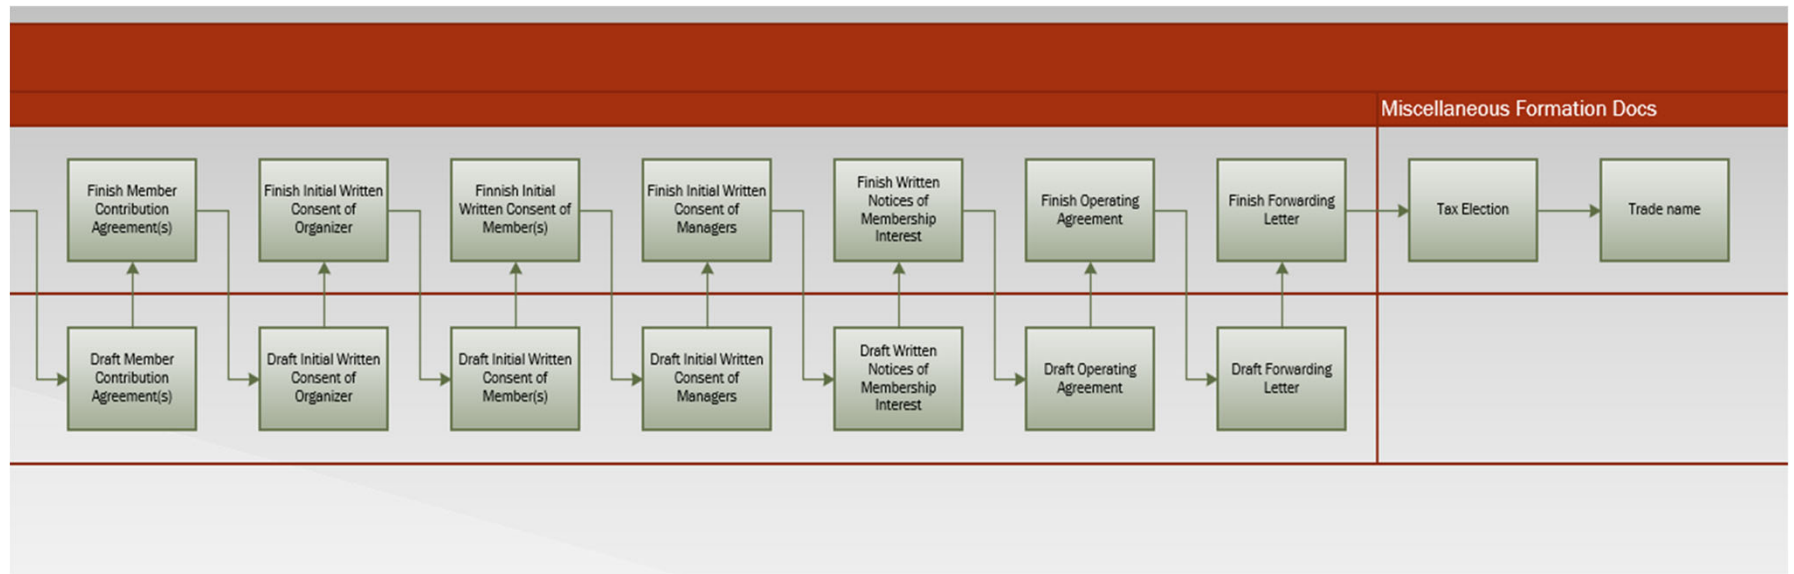 Miscellaneous Formation Docs
Finish Member
Contribution
Agreement(s)
Finish Initial Written
Consent of
Organizer
Finnish Initial
Written Consent of
Member(s)
Finish Initial Written
Consent of
Managers
Finish Written
Notices of
Membership
Interest
Finish Operating
Agreement
Finish Forwarding
Letter
Tax Election
Trade name
Draft Member
Contribution
Agreement(s)
Draft Initial Written
Consent of
Organizer
Draft Initial Written
Consent of
Member(s)
Draft Initial Written
Consent of
Managers
Draft Written
Notices of
Membership
Interest
Draft Operating
Agreement
Draft Forwarding
Letter